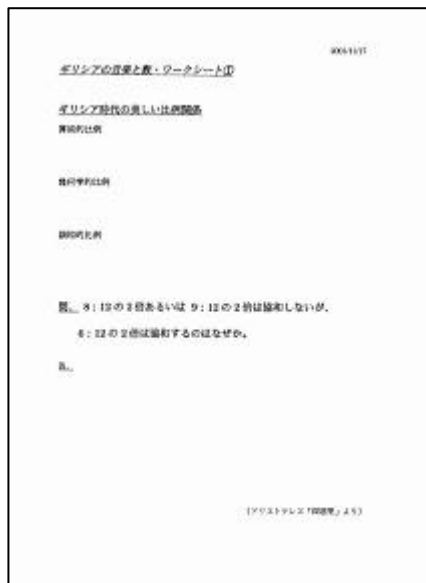 ギリシアの音楽と数・ワークシート①
ギリシア時代の美しい比例関係
算術的比例
幾何学的比例
調和的比例
問. 8:12の2倍あるいは 9:12の2倍は協和しないが、
6:12の2倍は協和するのはなぜか。
答.
(アリストテレス『問題集』より)